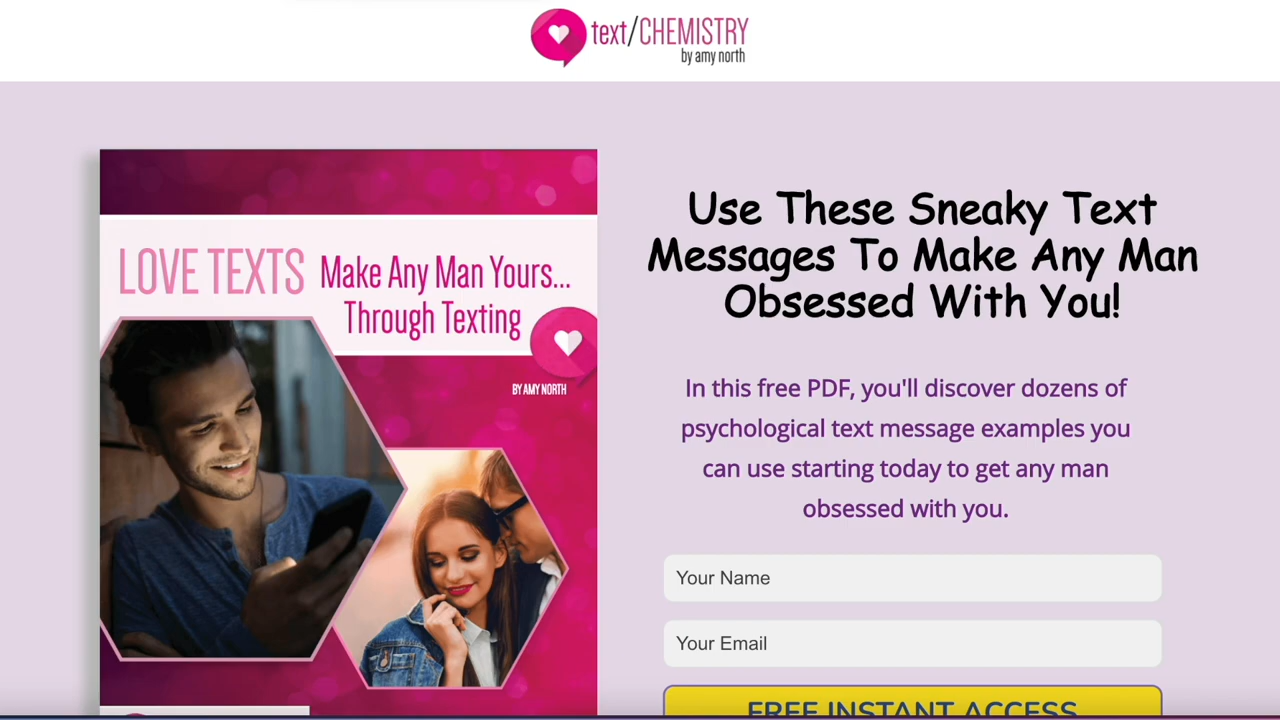 text/CHEMISTRY
by amy north
LOVE TEXTS
Make Any Man Yours...
Through Texting
BY AMY NORTH
Use These Sneaky Text
Messages To Make Any Man
Obsessed With You!
In this free PDF, you'll discover dozens of
psychological text message examples you
can use starting today to get any man
obsessed with you.
Your Name
Your Email
FREE INSTANT ACCESS